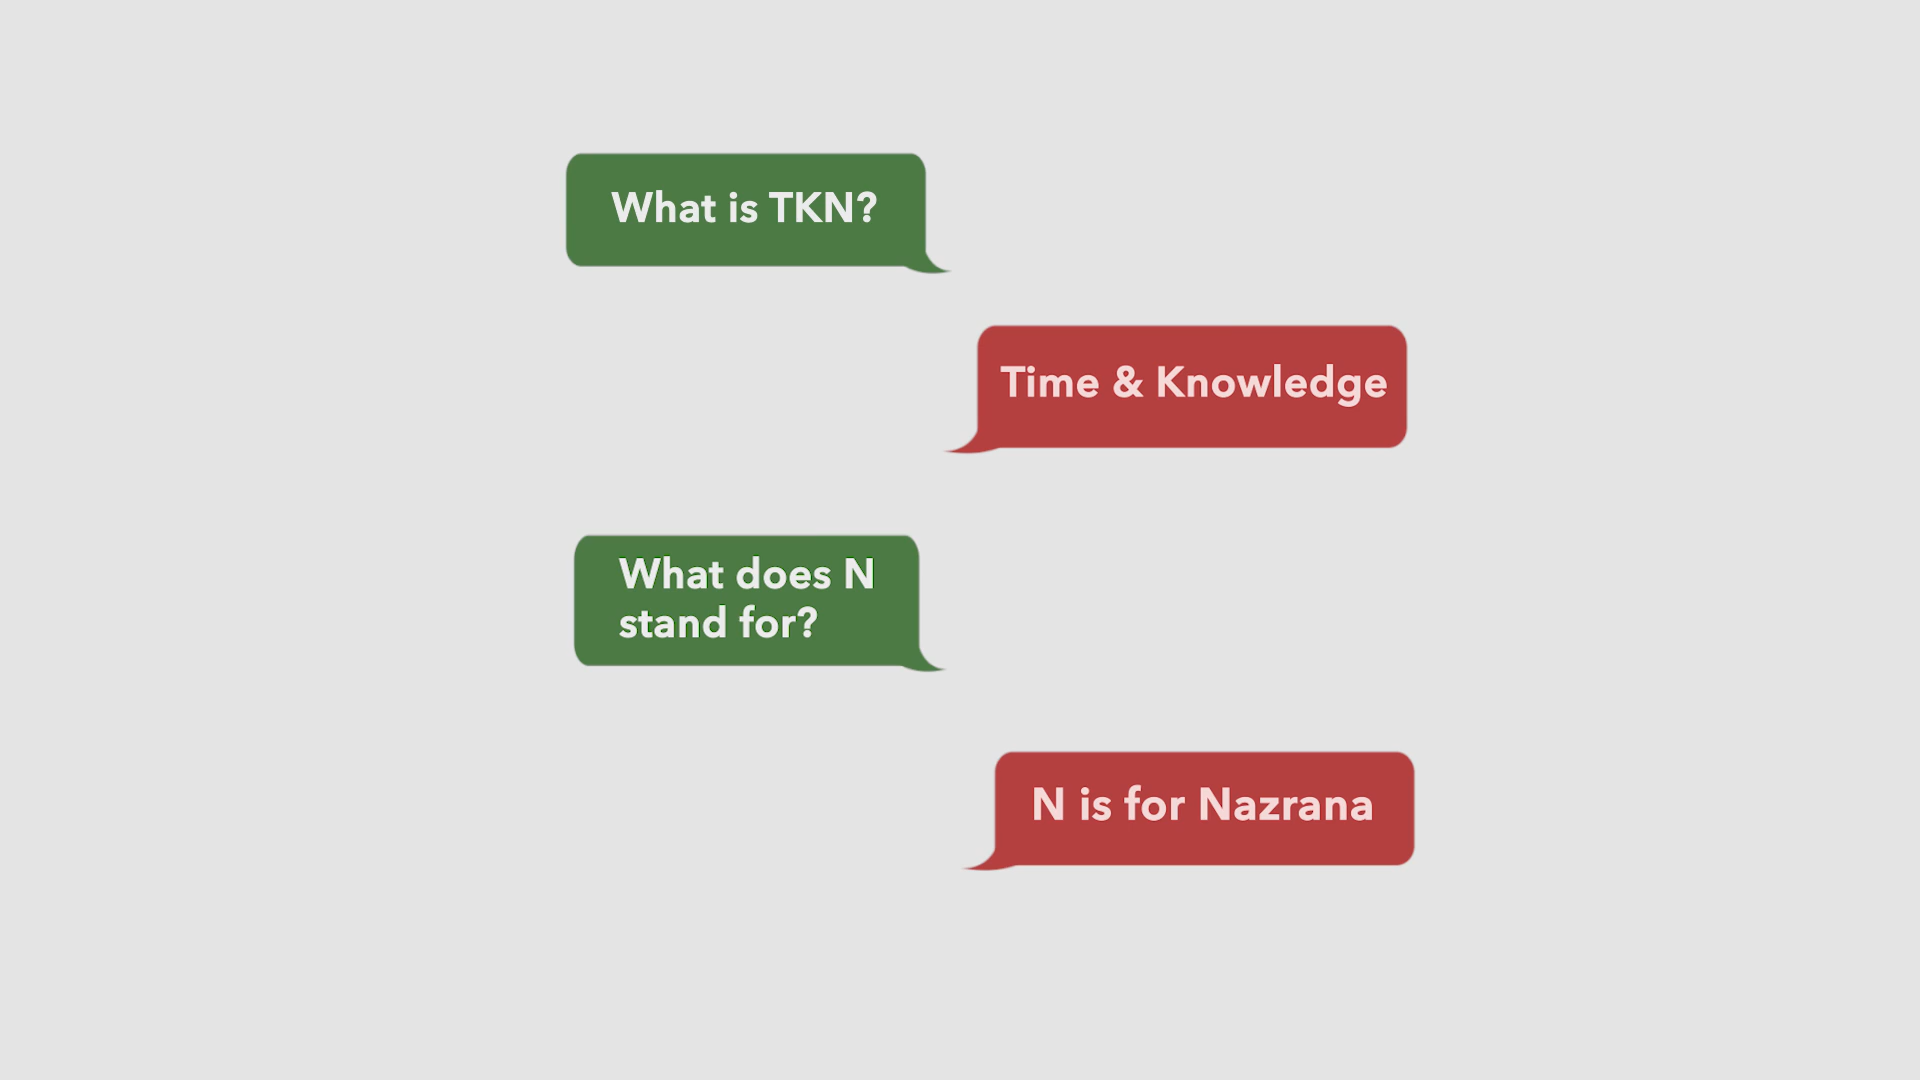 What is TKN?
Time & Knowledge
What does N
stand for?
N is for Nazrana